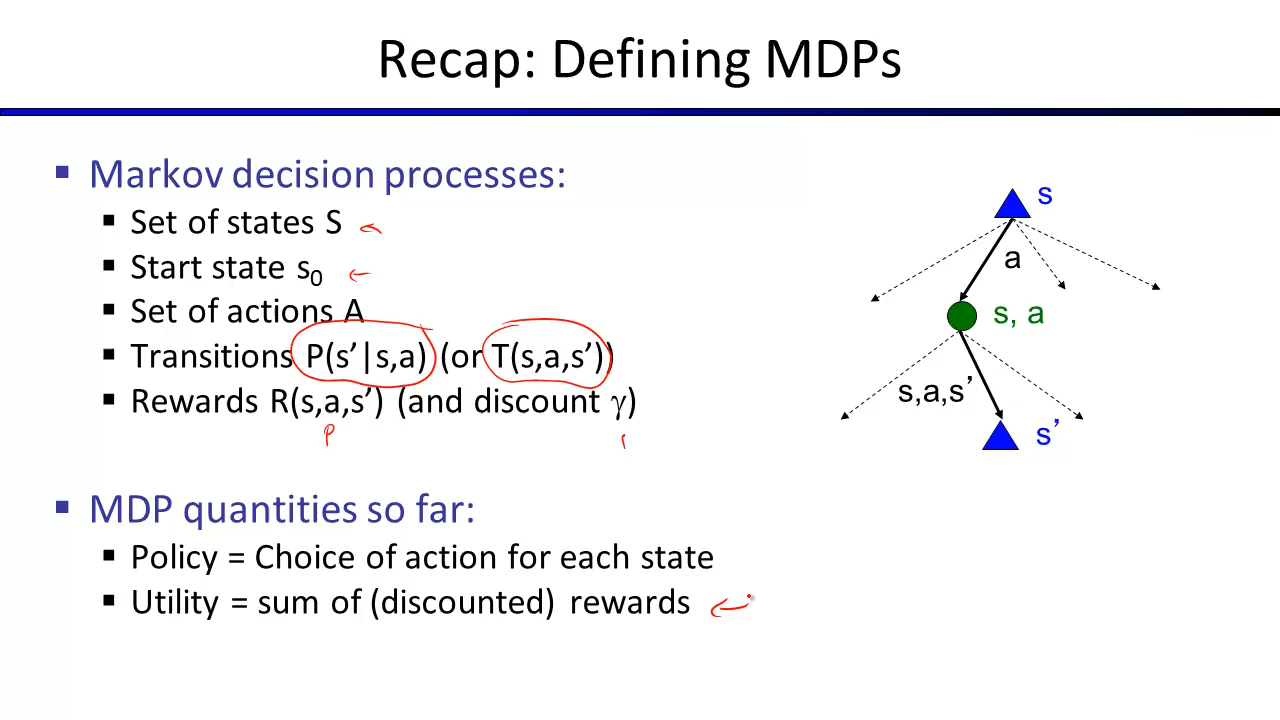 Recap: Defining MDPs
Markov decision processes:
Set of states S
Start state s0
Set of actions A
Transitions P(s’|s,a) (or T(s,a,s’))
Rewards R(s,a,s’) (and discount γ)
MDP quantities so far:
Policy = Choice of action for each state
Utility = sum of (discounted) rewards
s
a
s, a
s,a,s’
s’